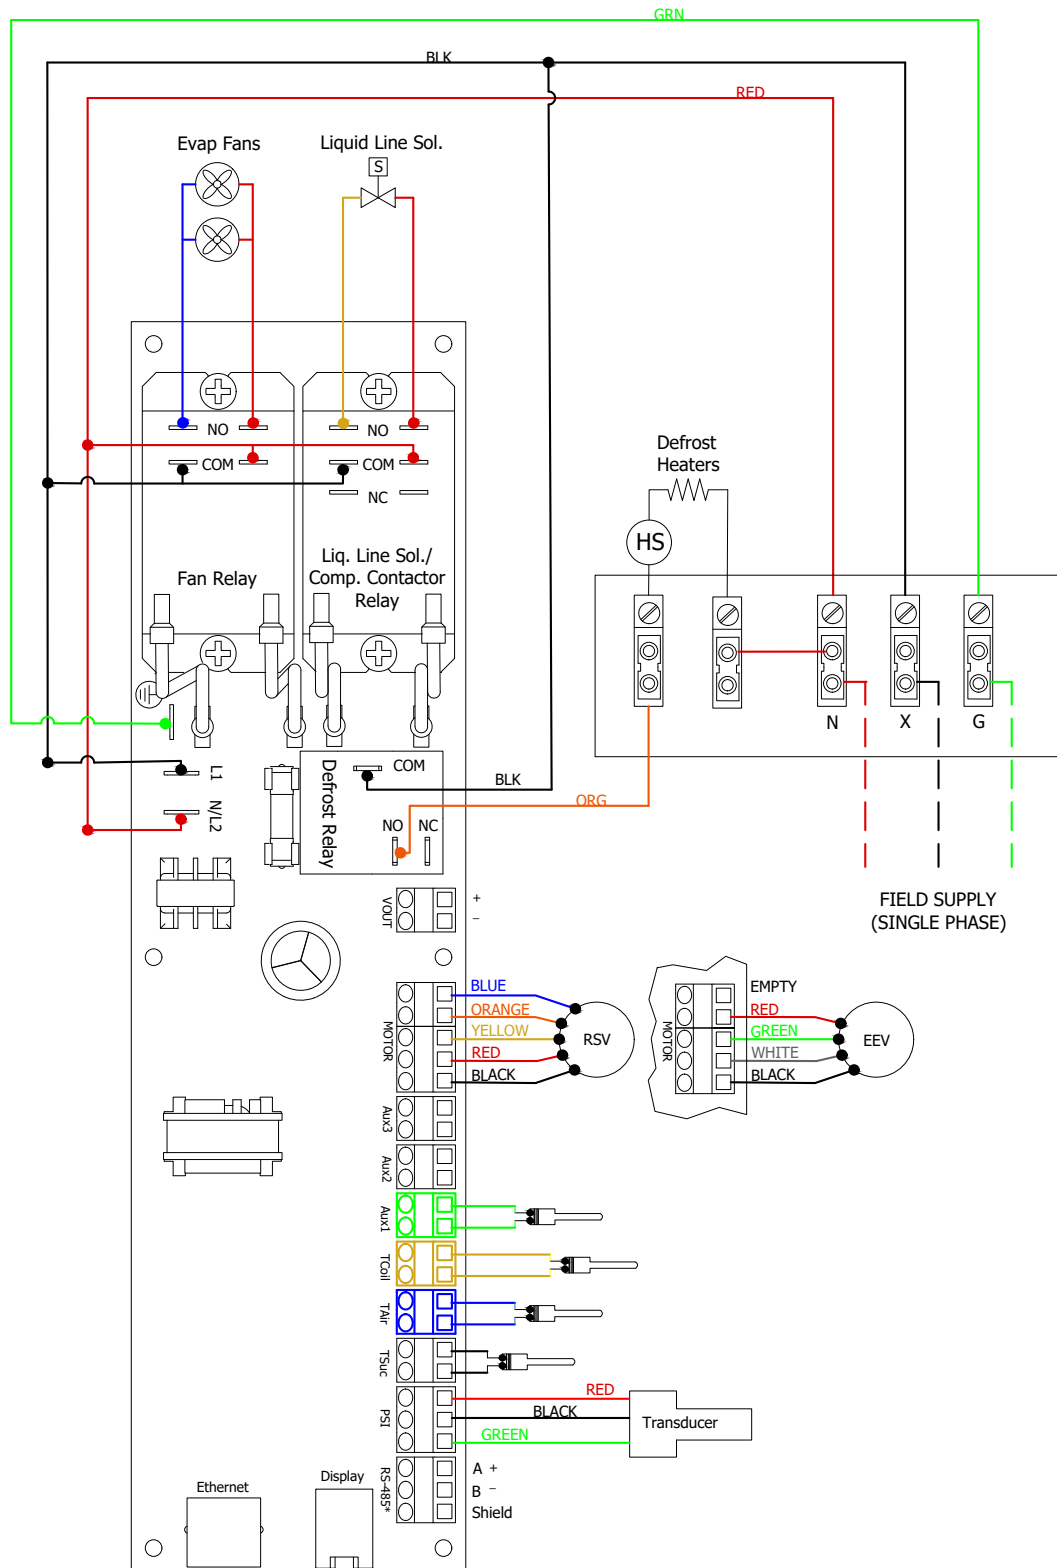 GRN
BLK
RED
Evap Fans
Liquid Line Sol.
S
NO
NO
COM
COM
NC
Defrost
Heaters
HS
Fan Relay
Liq. Line Sol./
Comp. Contactor
Relay
N
X
G
L1
N/L2
Defrost Relay
COM
BLK
ORG
NO
NC
FIELD SUPPLY
(SINGLE PHASE)
VOUT
+
–
MOTOR
BLUE
ORANGE
YELLOW
RED
BLACK
RSV
MOTOR
EMPTY
RED
GREEN
WHITE
BLACK
EEV
Aux3
Aux2
Aux1
TCoil
TAir
TSuc
PSI
RED
BLACK
GREEN
Transducer
RS-485*
A +
B –
Shield
Ethernet
Display